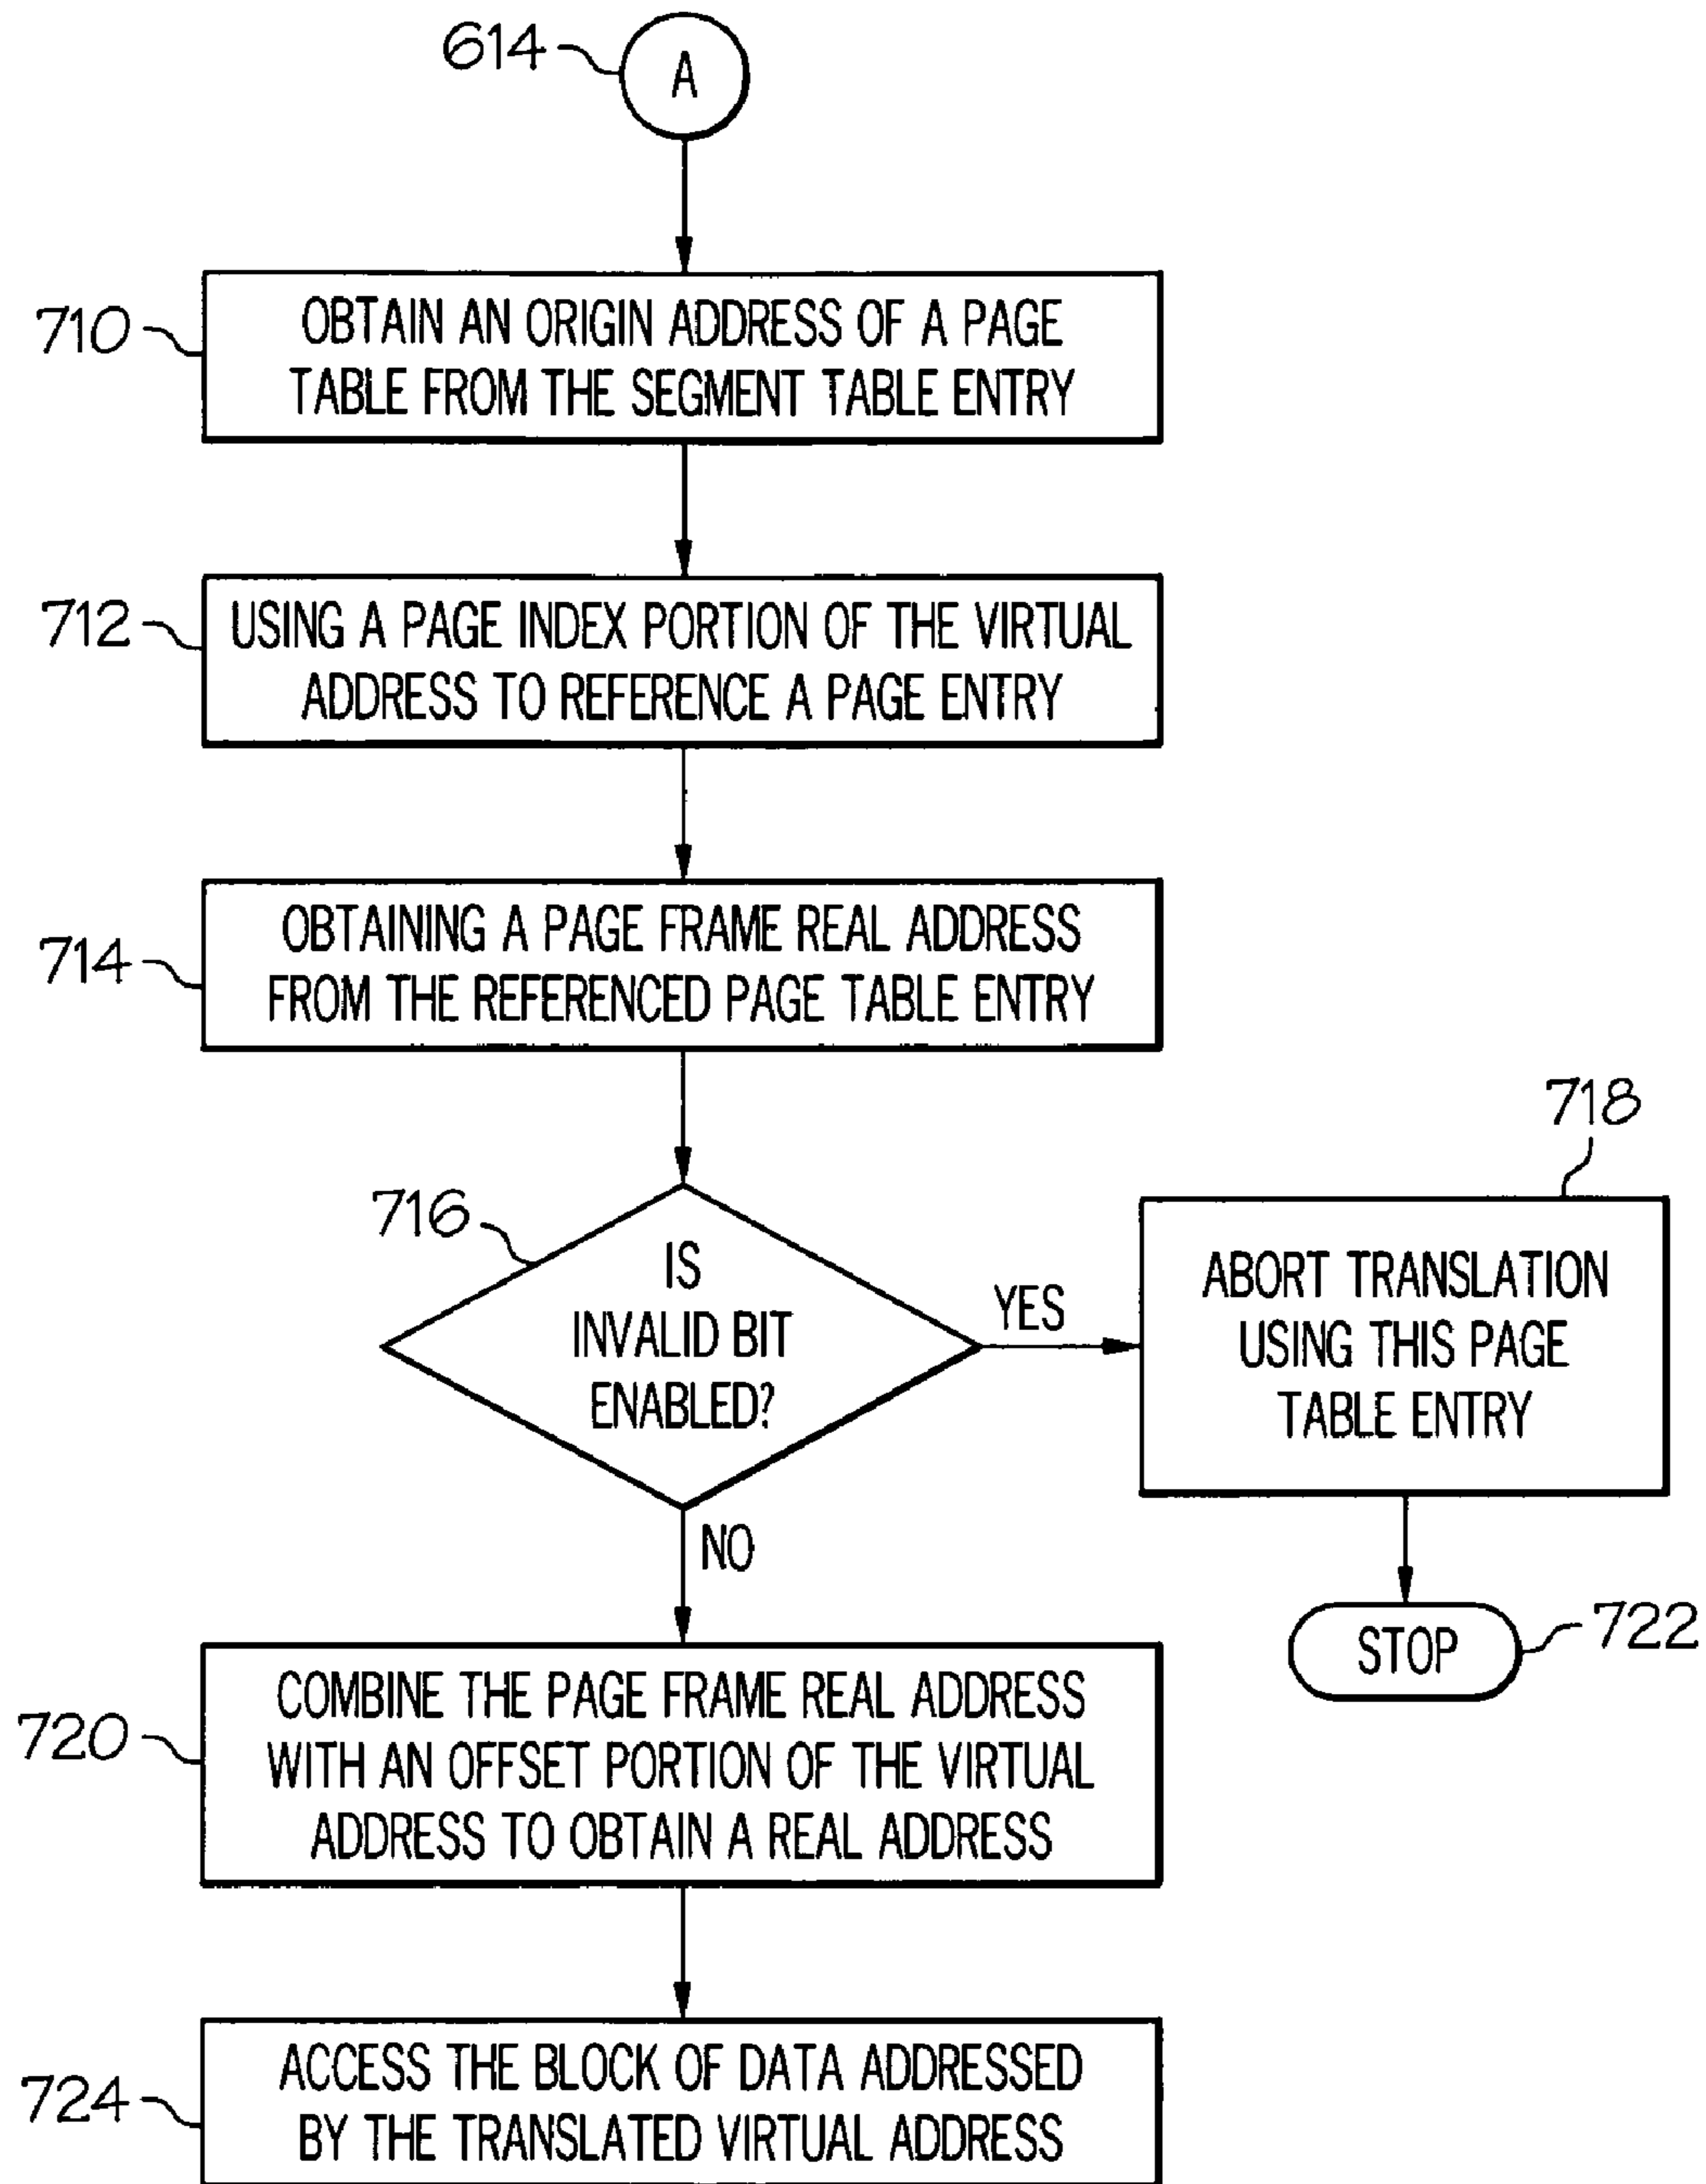 614
A
710
OBTAIN AN ORIGIN ADDRESS OF A PAGE
TABLE FROM THE SEGMENT TABLE ENTRY
712
USING A PAGE INDEX PORTION OF THE VIRTUAL
ADDRESS TO REFERENCE A PAGE ENTRY
714
OBTAINING A PAGE FRAME REAL ADDRESS
FROM THE REFERENCED PAGE TABLE ENTRY
716
IS
INVALID BIT
ENABLED?
YES
718
ABORT TRANSLATION
USING THIS PAGE
TABLE ENTRY
NO
STOP
722
720
COMBINE THE PAGE FRAME REAL ADDRESS
WITH AN OFFSET PORTION OF THE VIRTUAL
ADDRESS TO OBTAIN A REAL ADDRESS
724
ACCESS THE BLOCK OF DATA ADDRESSED
BY THE TRANSLATED VIRTUAL ADDRESS